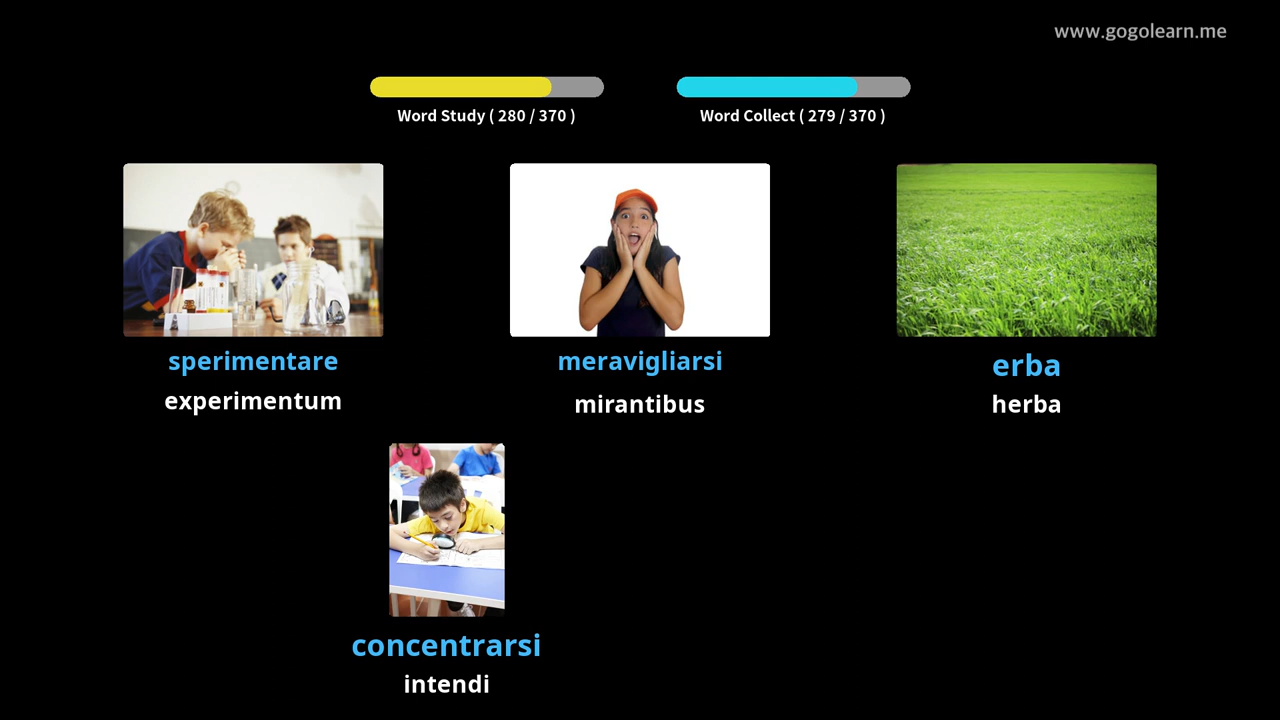 www.gogolearn.me
Word Study ( 280 / 370 )
Word Collect ( 279 / 370 )
sperimentare
experimentum
meravigliarsi
mirantibus
erba
herba
concentrarsi
intendi